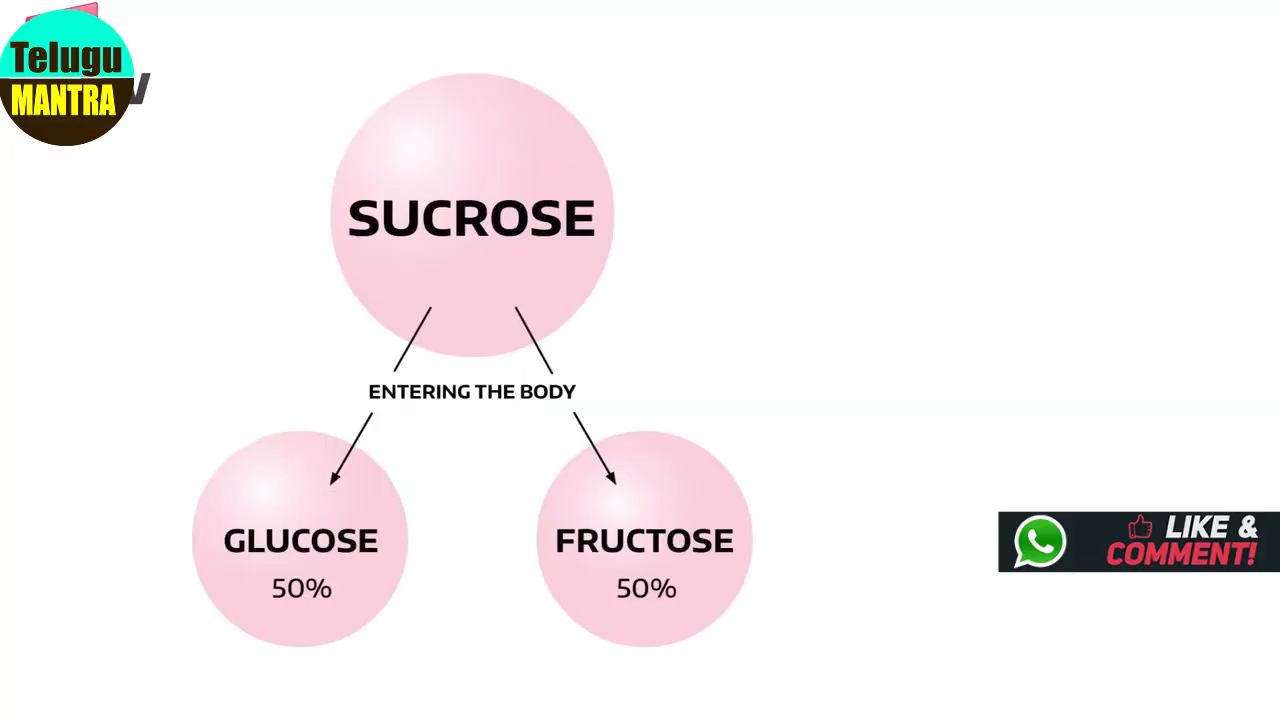 Telugu
MANTRA
SUCROSE
ENTERING THE BODY
GLUCOSE
50%
FRUCTOSE
50%
LIKE &
COMMENT!